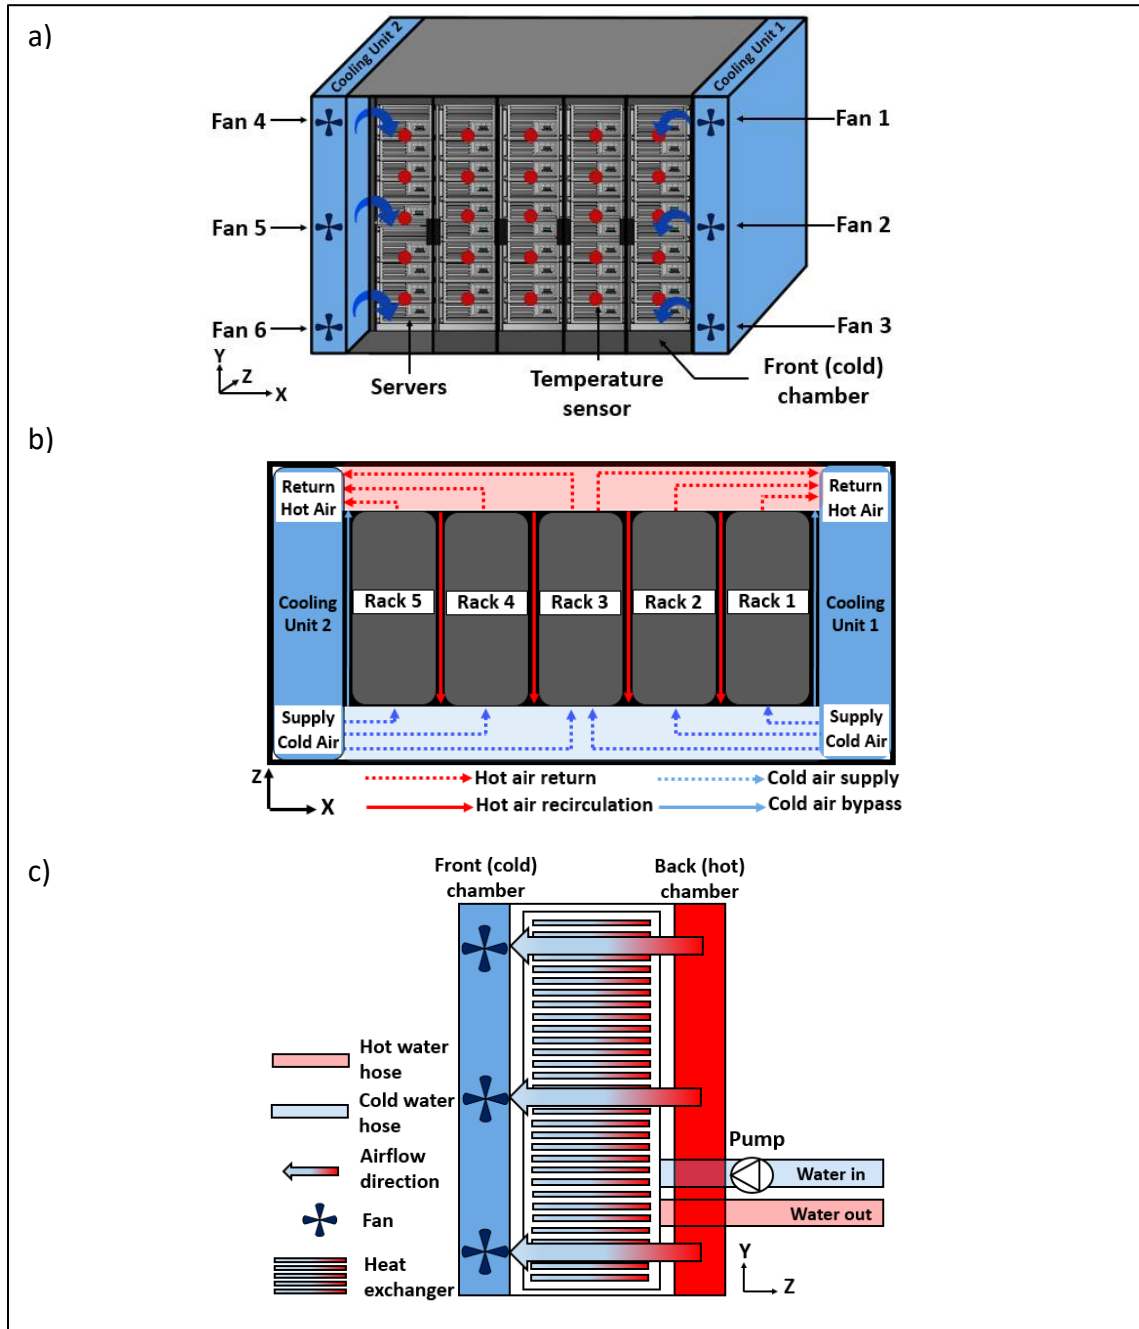 a)
Cooling Unit 2
Cooling Unit 1
Fan 4
Fan 1
Fan 5
Fan 2
Fan 6
Fan 3
Y
Z
X
Servers
Temperature
sensor
Front (cold)
chamber
b)
Return
Hot Air
Return
Hot Air
Cooling
Unit 2
Rack 5
Rack 4
Rack 3
Rack 2
Rack 1
Cooling
Unit 1
Supply
Cold Air
Supply
Cold Air
Z
X
Hot air return
Cold air supply
Hot air recirculation
Cold air bypass
c)
Front (cold)
chamber
Back (hot)
chamber
Hot water
hose
Cold water
hose
Airflow
direction
Fan
Heat
exchanger
Pump
Water in
Water out
Y
Z